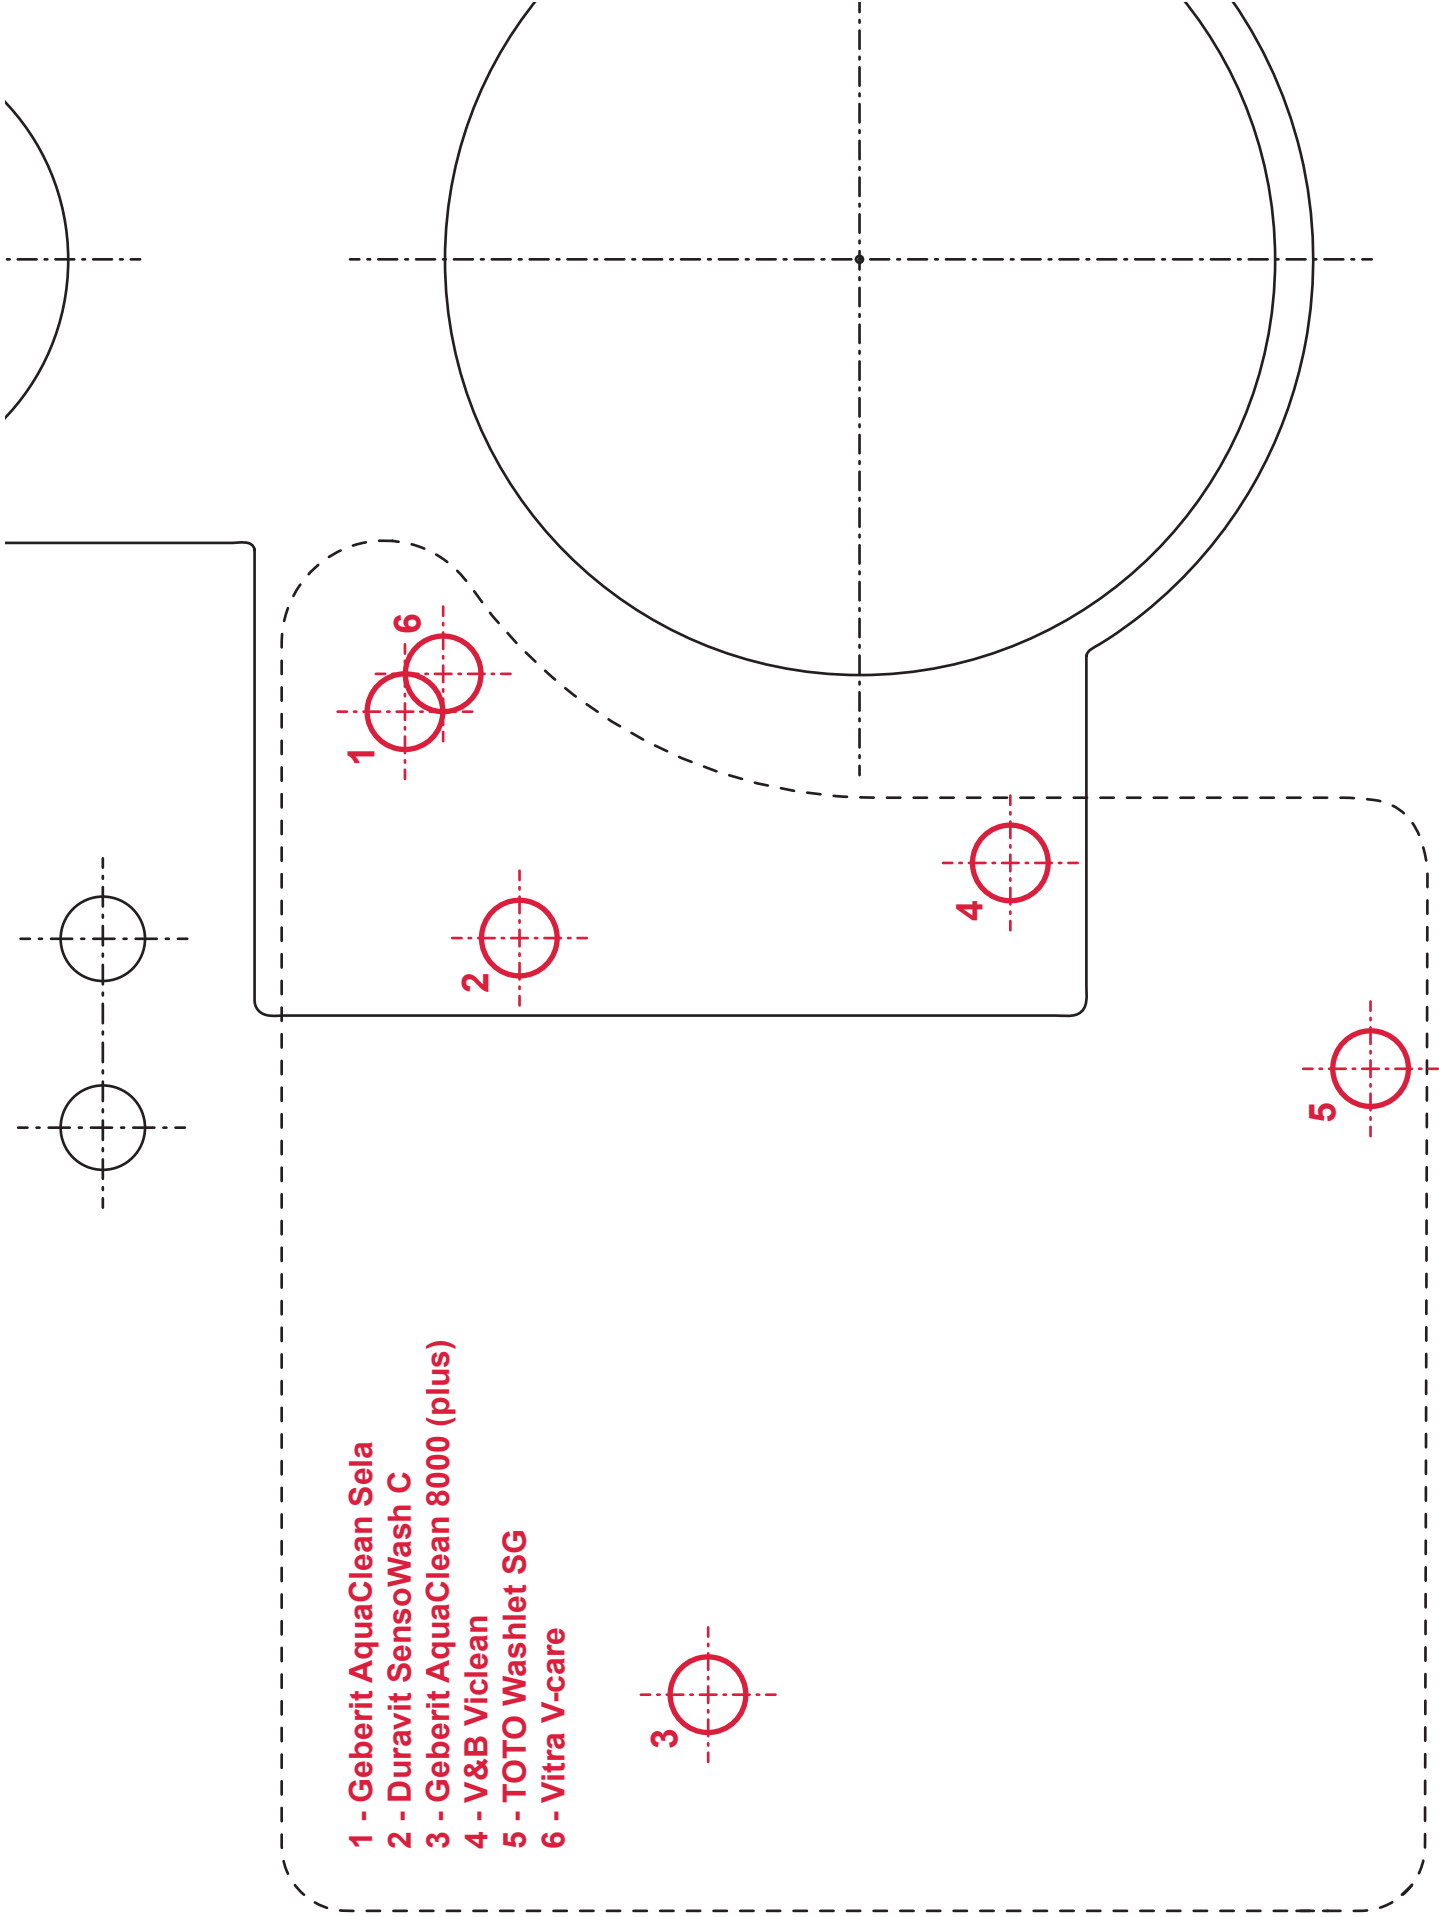 1 - Geberit AquaClean Sela
2 - Duravit SensoWash C
3 - Geberit AquaClean 8000 (plus)
4 - V&B Viclean
5 - TOTO Washlet SG
6 - Vitra V-care
1
6
2
4
5
3